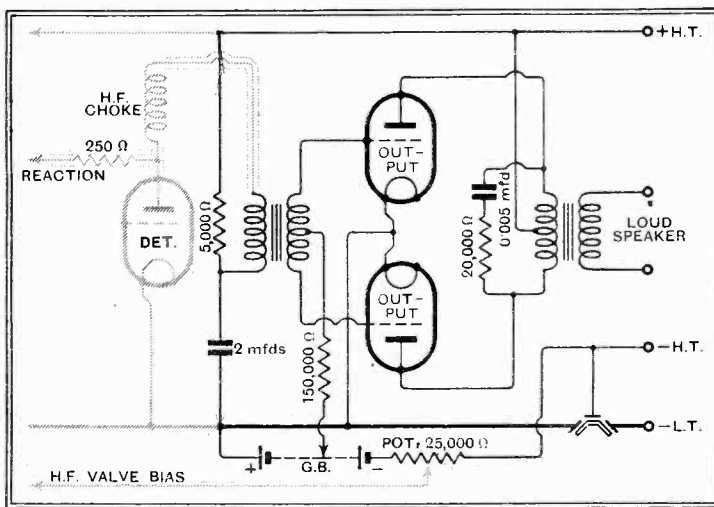 +H.T.
H.F.
CHOKE
250 Ω
REACTION
DET.
5,000 Ω
OUT-
PUT
OUT-
PUT
20,000 Ω
0·005 mfd
LOUD
SPEAKER
2 mfds
150,000 Ω
−H.T.
−L.T.
POT: 25,000 Ω
+
G.B.
−
H.F. VALVE BIAS